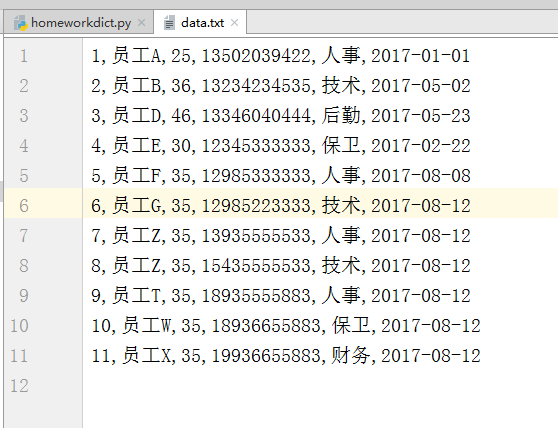 homeworkdict.py data.txt
1 1,员工A,25,13502039422,人事,2017-01-01
2 2,员工B,36,13234234535,技术,2017-05-02
3 3,员工D,46,13346040444,后勤,2017-05-23
4 4,员工E,30,12345333333,保卫,2017-02-22
5 5,员工F,35,12985333333,人事,2017-08-08
6 6,员工G,35,12985223333,技术,2017-08-12
7 7,员工Z,35,13935555533,人事,2017-08-12
8 8,员工Z,35,15435555533,技术,2017-08-12
9 9,员工T,35,18935555883,人事,2017-08-12
10 10,员工W,35,18936655883,保卫,2017-08-12
11 11,员工X,35,19936655883,财务,2017-08-12
12